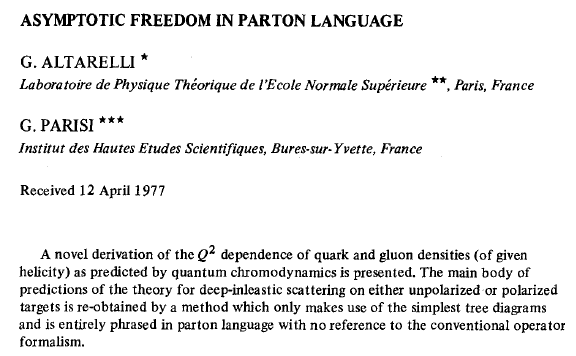 ASYMPTOTIC FREEDOM IN PARTON LANGUAGE
G. ALTARELLI *
Laboratoire de Physique Théorique de l'Ecole Normale Supérieure **, Paris, France
G. PARISI ***
Institut des Hautes Etudes Scientifiques, Bures-sur-Yvette, France
Received 12 April 1977
A novel derivation of the Q² dependence of quark and gluon densities (of given
helicity) as predicted by quantum chromodynamics is presented. The main body of
predictions of the theory for deep-inleastic scattering on either unpolarized or polarized
targets is re-obtained by a method which only makes use of the simplest tree diagrams
and is entirely phrased in parton language with no reference to the conventional operator
formalism.